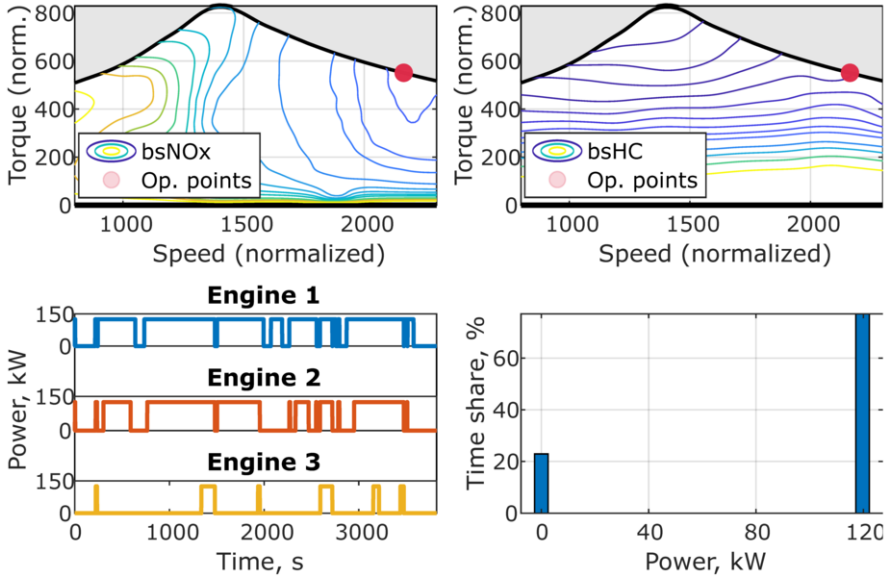 Torque (norm.)
800
600
400
200
0
bsNOx
Op. points
1000 1500 2000
Speed (normalized)
Torque (norm.)
800
600
400
200
0
bsHC
Op. points
1000 1500 2000
Speed (normalized)
Power, kW
Engine 1
150
0
Engine 2
150
0
Engine 3
150
0
0 1000 2000 3000
Time, s
Time share, %
60
40
20
0
0 40 80 120
Power, kW